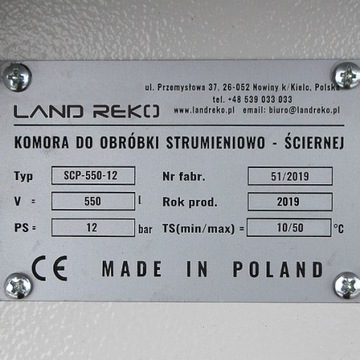 LAND REKO
ul. Przemysłowa 37, 26-052 Nowiny k/Kielc, Polska
tel. +48 539 033 033
www.landreko.pl email: biuro@landreko.pl
KOMORA DO OBRÓBKI STRUMIENIOWO - ŚCIERNEJ
Typ SCP-550-12 Nr fabr. 51/2019
V = 550 l Rok prod. 2019
PS= 12 bar TS(min/max) = 10/50 °C
CE MADE IN POLAND